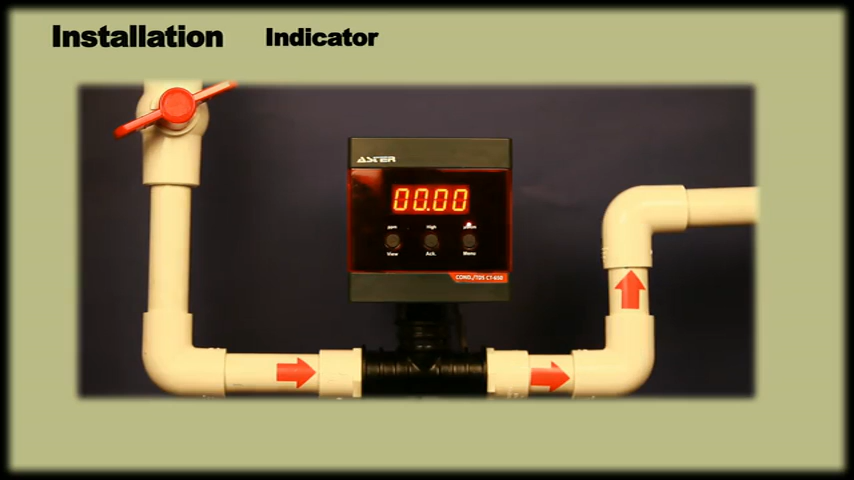 Installation Indicator
ASTER
00.00
ppm High
View Ack. Menu
COND./TDS CT-650